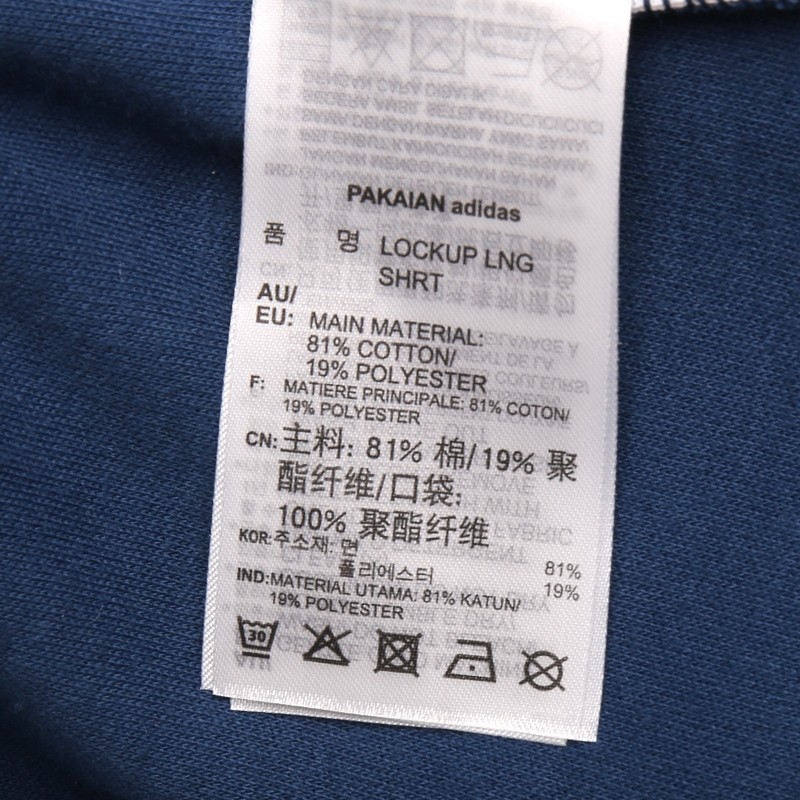 PAKAIAN adidas
품 명 LOCKUP LNG
SHRT
AU/
EU: MAIN MATERIAL:
81% COTTON/
19% POLYESTER
F: MATIERE PRINCIPALE: 81% COTON/
19% POLYESTER
CN: 主料: 81% 棉/19% 聚
酯纤维/口袋:
100% 聚酯纤维
KOR: 주소재: 면 81%
폴리에스터 19%
IND: MATERIAL UTAMA: 81% KATUN/
19% POLYESTER
30